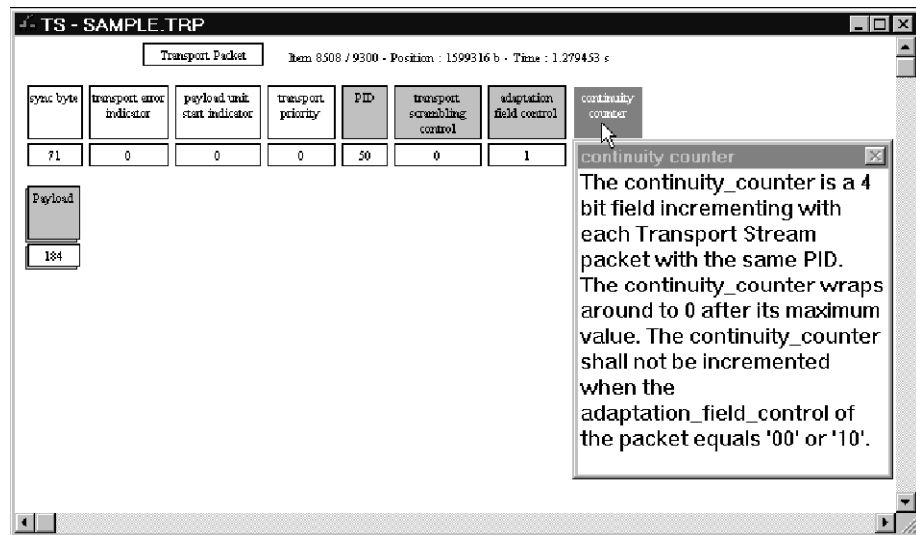 TS - SAMPLE.TRP
Transport Packet
Item 8508 / 9300 - Position : 1599316 b - Time : 1.279453 s
sync byte
transport error
indicator
payload unit
start indicator
transport
priority
PID
transport
scrambling
control
adaptation
field control
continuity
counter
71
0
0
0
50
0
1
continuity counter
The continuity_counter is a 4
bit field incrementing with
each Transport Stream
packet with the same PID.
The continuity_counter wraps
around to 0 after its maximum
value. The continuity_counter
shall not be incremented
when the
adaptation_field_control of
the packet equals '00' or '10'.
Payload
184